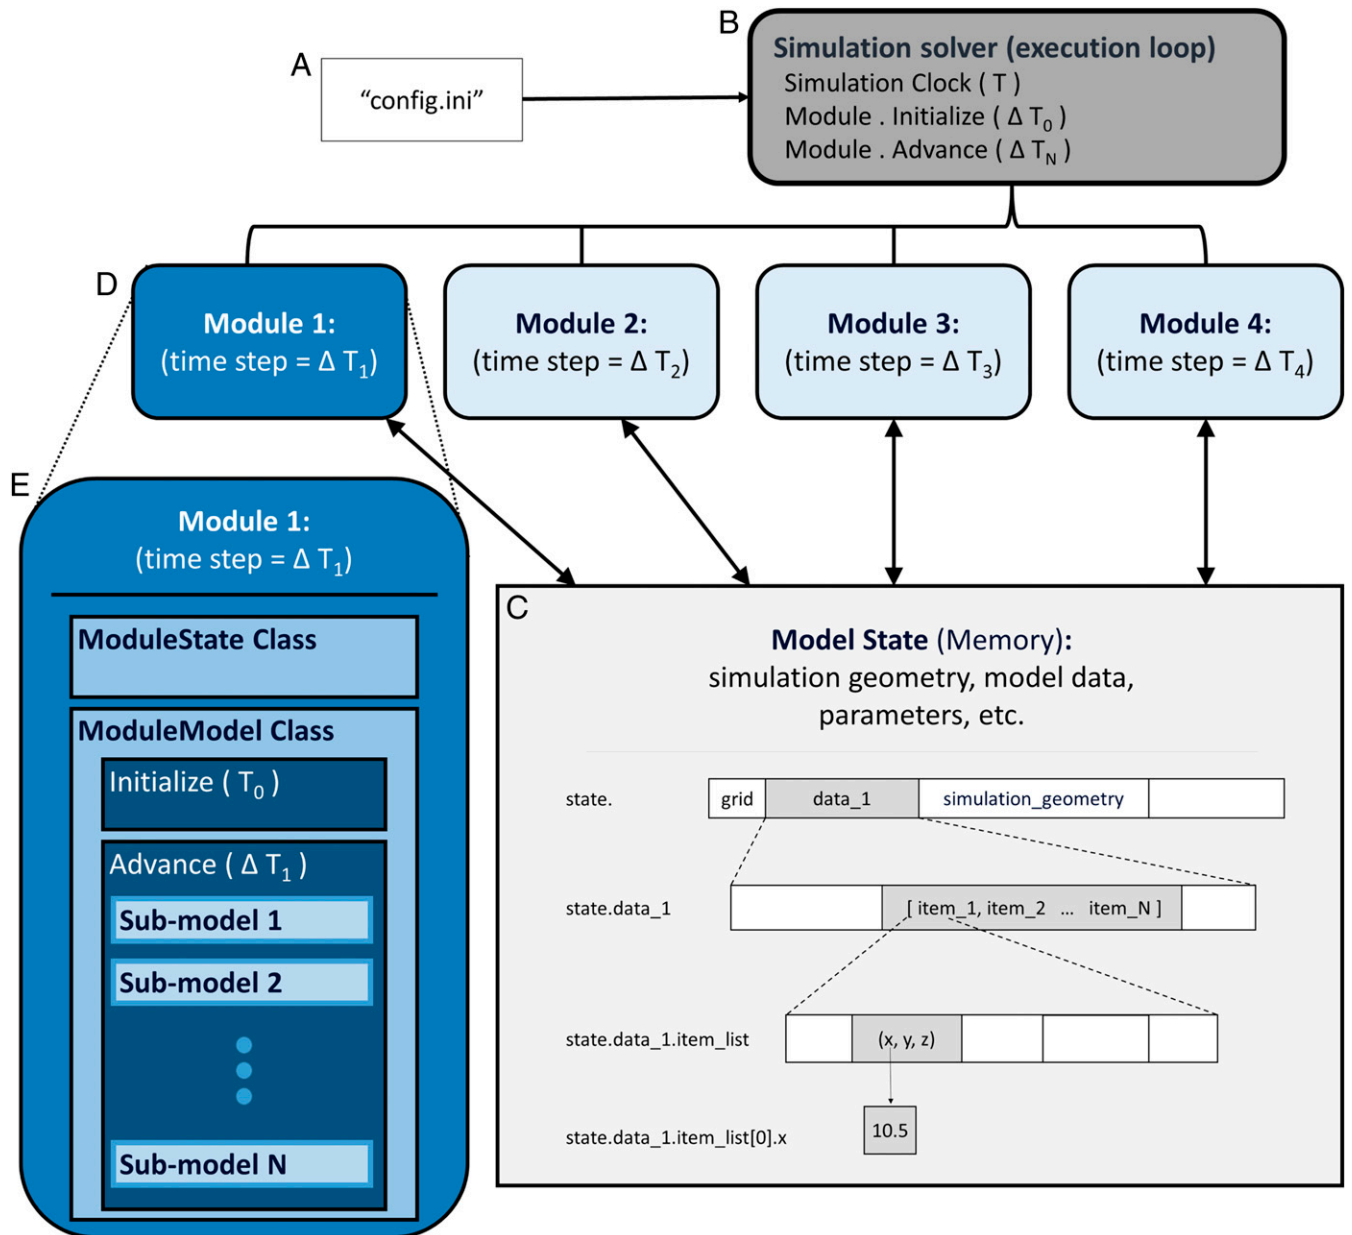 A
“config.ini”
B
Simulation solver (execution loop)
Simulation Clock ( T )
Module . Initialize ( Δ T₀ )
Module . Advance ( Δ T_N )
D
Module 1:
(time step = Δ T₁)
Module 2:
(time step = Δ T₂)
Module 3:
(time step = Δ T₃)
Module 4:
(time step = Δ T₄)
E
Module 1:
(time step = Δ T₁)
ModuleState Class
ModuleModel Class
Initialize ( T₀ )
Advance ( Δ T₁ )
Sub-model 1
Sub-model 2
Sub-model N
C
Model State (Memory):
simulation geometry, model data,
parameters, etc.
state. grid data_1 simulation_geometry
state.data_1 [ item_1, item_2 ... item_N ]
state.data_1.item_list (x, y, z)
state.data_1.item_list[0].x 10.5